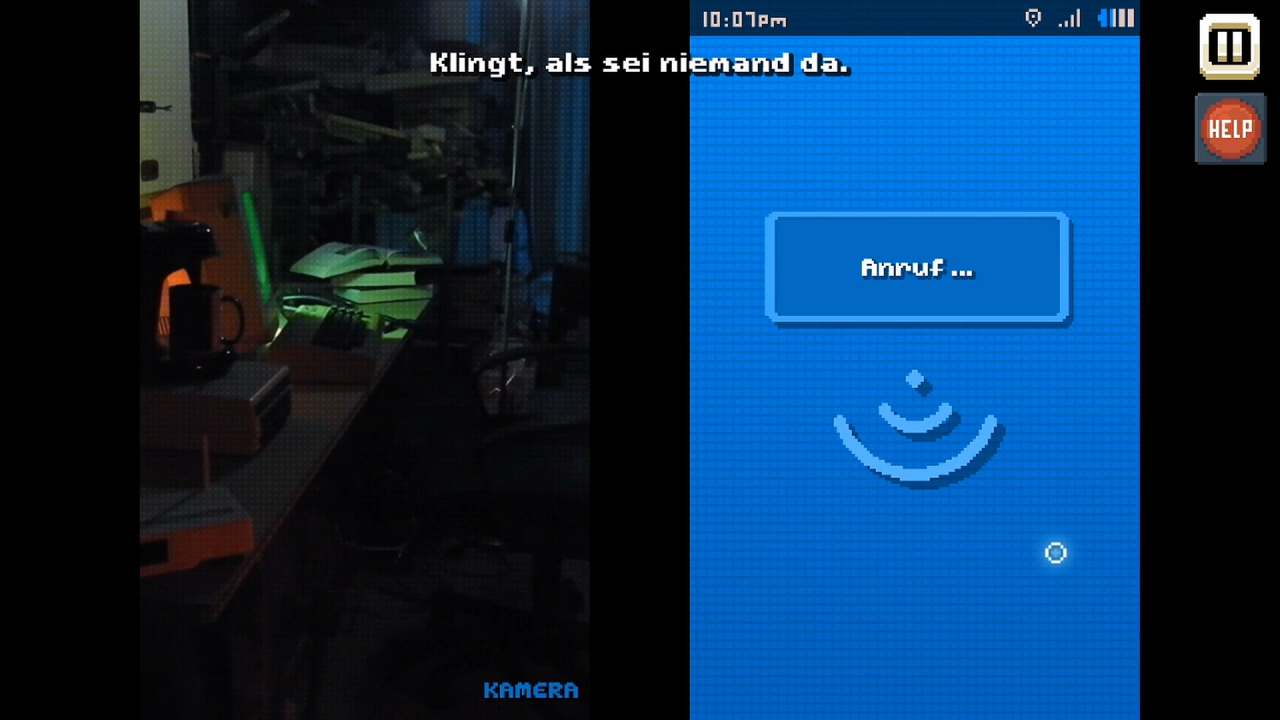 10:07pm
Klingt, als sei niemand da.
HELP
Anruf ...
KAMERA